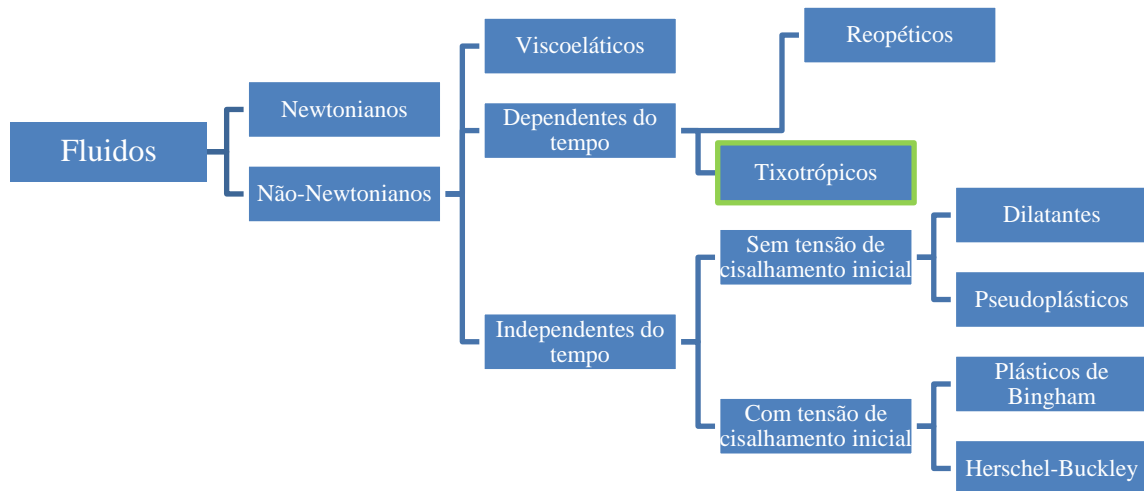 Fluidos
Newtonianos
Não-Newtonianos
Viscoeláticos
Dependentes do
tempo
Reopéticos
Tixotrópicos
Independentes do
tempo
Sem tensão de
cisalhamento inicial
Dilatantes
Pseudoplásticos
Com tensão de
cisalhamento inicial
Plásticos de
Bingham
Herschel-Buckley